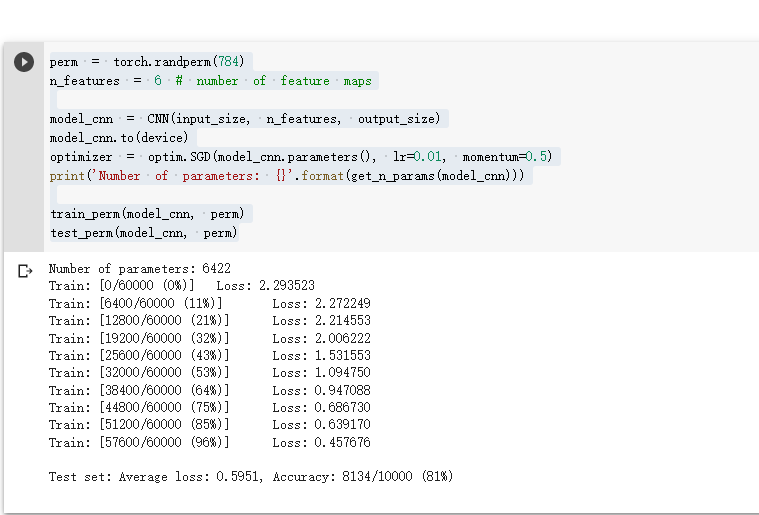 perm = torch.randperm(784)
n_features = 6 # number of feature maps
model_cnn = CNN(input_size, n_features, output_size)
model_cnn.to(device)
optimizer = optim.SGD(model_cnn.parameters(), lr=0.01, momentum=0.5)
print('Number of parameters: {}'.format(get_n_params(model_cnn)))
train_perm(model_cnn, perm)
test_perm(model_cnn, perm)
Number of parameters: 6422
Train: [0/60000 (0%)] Loss: 2.293523
Train: [6400/60000 (11%)] Loss: 2.272249
Train: [12800/60000 (21%)] Loss: 2.214553
Train: [19200/60000 (32%)] Loss: 2.006222
Train: [25600/60000 (43%)] Loss: 1.531553
Train: [32000/60000 (53%)] Loss: 1.094750
Train: [38400/60000 (64%)] Loss: 0.947088
Train: [44800/60000 (75%)] Loss: 0.686730
Train: [51200/60000 (85%)] Loss: 0.639170
Train: [57600/60000 (96%)] Loss: 0.457676
Test set: Average loss: 0.5951, Accuracy: 8134/10000 (81%)